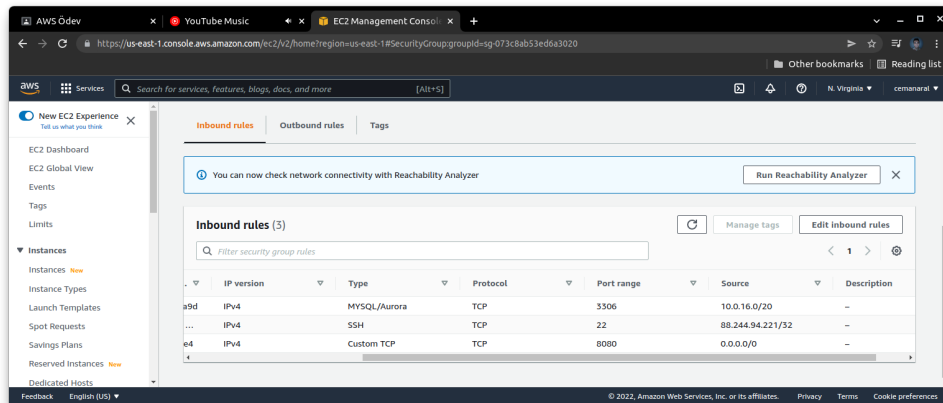 AWS Ödev
YouTube Music
EC2 Management Consol
https://us-east-1.console.aws.amazon.com/ec2/v2/home?region=us-east-1#SecurityGroup:groupId=sg-073c8ab53ed6a3020
Other bookmarks
Reading list
aws
Services
Search for services, features, blogs, docs, and more
[Alt+S]
N. Virginia
cemanaral
New EC2 Experience
Tell us what you think
EC2 Dashboard
EC2 Global View
Events
Tags
Limits
Instances
Instances New
Instance Types
Launch Templates
Spot Requests
Savings Plans
Reserved Instances New
Dedicated Hosts
Inbound rules
Outbound rules
Tags
You can now check network connectivity with Reachability Analyzer
Run Reachability Analyzer
Inbound rules (3)
Manage tags
Edit inbound rules
Filter security group rules
1
. IP version Type Protocol Port range Source Description
a9d IPv4 MYSQL/Aurora TCP 3306 10.0.16.0/20 –
... IPv4 SSH TCP 22 88.244.94.221/32 –
e4 IPv4 Custom TCP TCP 8080 0.0.0.0/0 –
Feedback English (US)
© 2022, Amazon Web Services, Inc. or its affiliates. Privacy Terms Cookie preferences